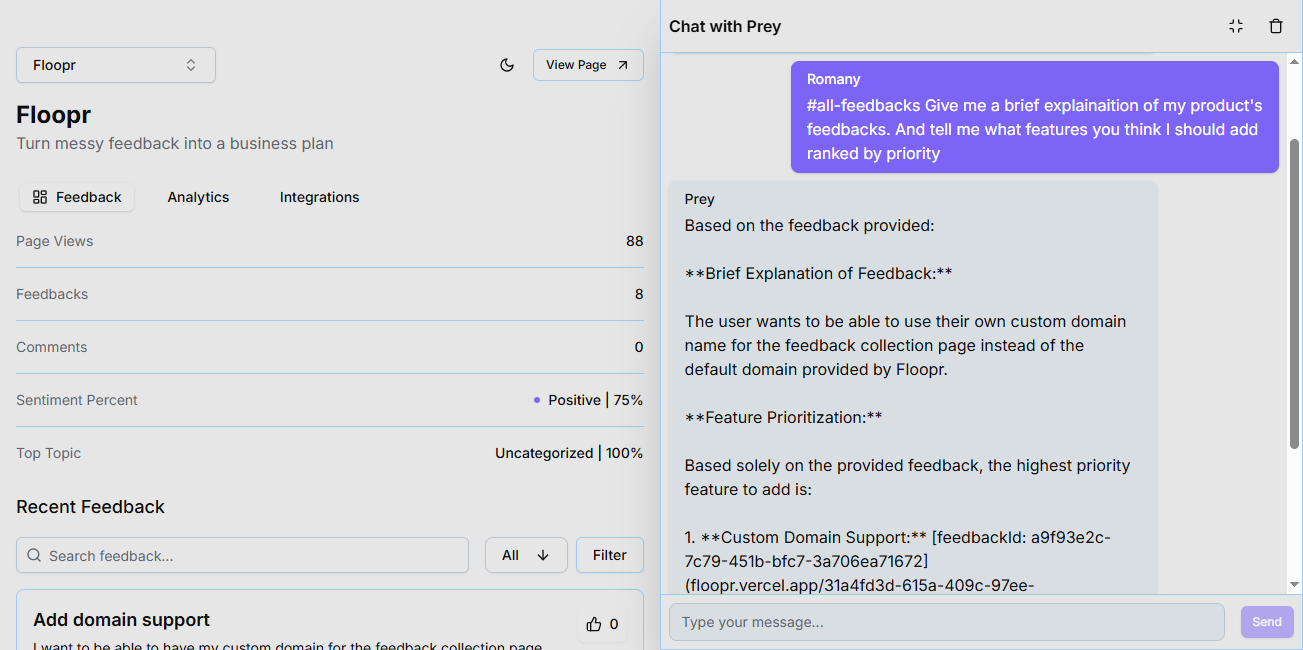 Floopr
View Page
Floopr
Turn messy feedback into a business plan
Feedback
Analytics
Integrations
Page Views
88
Feedbacks
8
Comments
0
Sentiment Percent
Positive | 75%
Top Topic
Uncategorized | 100%
Recent Feedback
Search feedback...
All
Filter
Add domain support
0
I want to be able to have my custom domain for the feedback collection page
Chat with Prey
Romany
#all-feedbacks Give me a brief explainaition of my product's
feedbacks. And tell me what features you think I should add
ranked by priority
Prey
Based on the feedback provided:
**Brief Explanation of Feedback:**
The user wants to be able to use their own custom domain
name for the feedback collection page instead of the
default domain provided by Floopr.
**Feature Prioritization:**
Based solely on the provided feedback, the highest priority
feature to add is:
1. **Custom Domain Support:** [feedbackId: a9f93e2c-
7c79-451b-bfc7-3a706ea71672]
(floopr.vercel.app/31a4fd3d-615a-409c-97ee-
Type your message...
Send